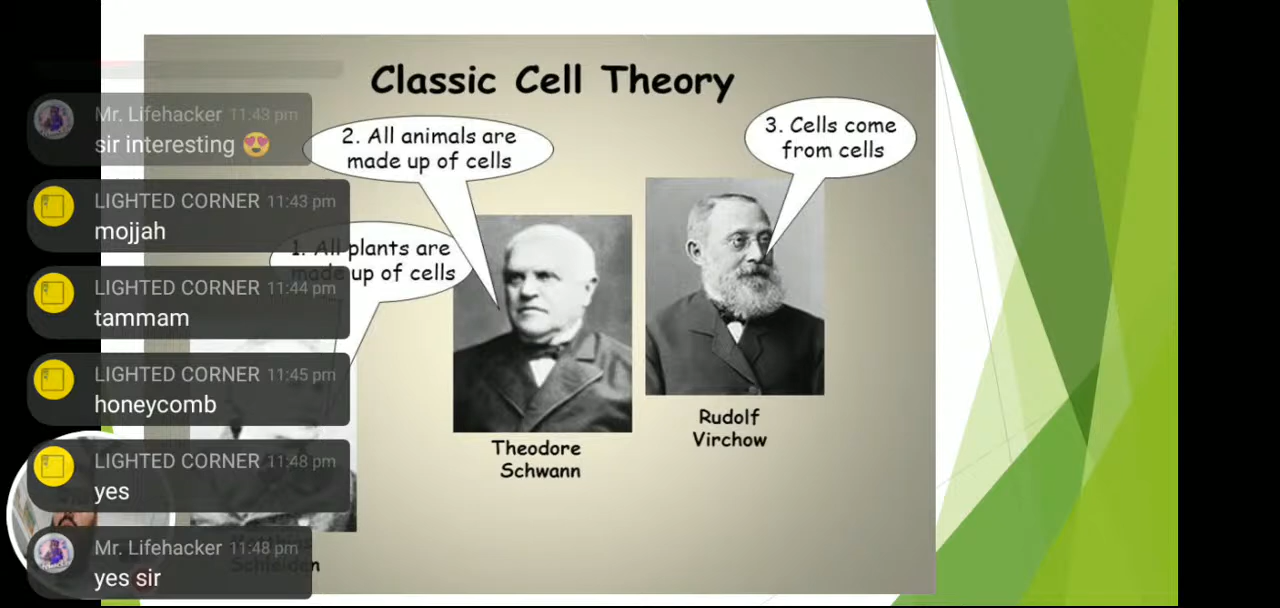 Classic Cell Theory
Mr. Lifehacker 11:43 pm
sir interesting 😍
LIGHTED CORNER 11:43 pm
mojjah
LIGHTED CORNER 11:44 pm
tammam
LIGHTED CORNER 11:45 pm
honeycomb
LIGHTED CORNER 11:48 pm
yes
Mr. Lifehacker 11:48 pm
yes sir
1. All plants are
made up of cells
2. All animals are
made up of cells
3. Cells come
from cells
Schleiden
Theodore
Schwann
Rudolf
Virchow